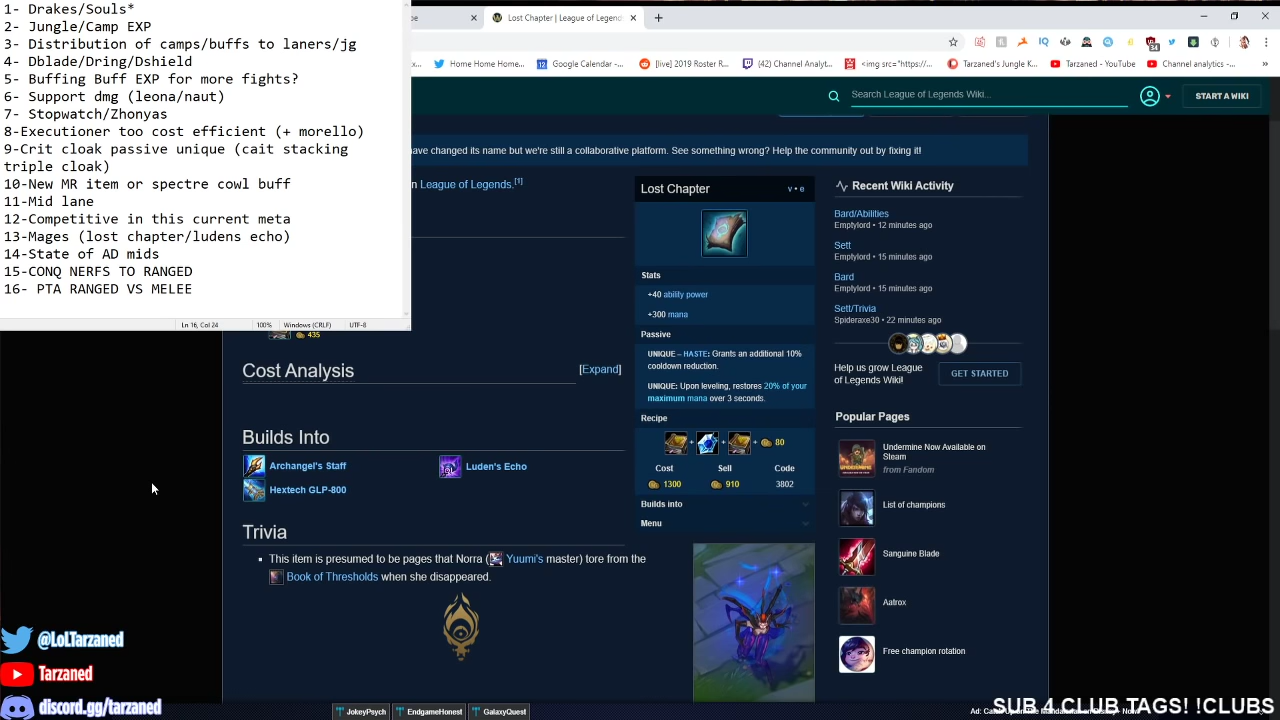 1- Drakes/Souls*
2- Jungle/Camp EXP
3- Distribution of camps/buffs to laners/jg
4- Dblade/Dring/Dshield
5- Buffing Buff EXP for more fights?
6- Support dmg (leona/naut)
7- Stopwatch/Zhonyas
8-Executioner too cost efficient (+ morello)
9-Crit cloak passive unique (cait stacking
triple cloak)
10-New MR item or spectre cowl buff
11-Mid lane
12-Competitive in this current meta
13-Mages (lost chapter/ludens echo)
14-State of AD mids
15-CONQ NERFS TO RANGED
16- PTA RANGED VS MELEE
Ln 16, Col 24 100% Windows (CRLF) UTF-8
Lost Chapter | League of Legend
Home Home Home...
Google Calendar -...
[live] 2019 Roster R...
(42) Channel Analyt...
<img src="https:/...
Tarzaned's Jungle K...
Tarzaned - YouTube
Channel analytics -...
Search League of Legends Wiki...
START A WIKI
ave changed its name but we're still a collaborative platform. See something wrong? Help the community out by fixing it!
n League of Legends.[1]
435
Cost Analysis [Expand]
Builds Into
Archangel's Staff
Luden's Echo
Hextech GLP-800
Trivia
This item is presumed to be pages that Norra ( Yuumi's master) tore from the
Book of Thresholds when she disappeared.
Lost Chapter v • e
Stats
+40 ability power
+300 mana
Passive
UNIQUE – HASTE: Grants an additional 10%
cooldown reduction.
UNIQUE: Upon leveling, restores 20% of your
maximum mana over 3 seconds.
Recipe
+ + + 80
Cost Sell Code
1300 910 3802
Builds into
Menu
Recent Wiki Activity
Bard/Abilities
Emptylord • 12 minutes ago
Sett
Emptylord • 15 minutes ago
Bard
Emptylord • 15 minutes ago
Sett/Trivia
Spideraxe30 • 22 minutes ago
Help us grow League
of Legends Wiki!
GET STARTED
Popular Pages
Undermine Now Available on
Steam
from Fandom
List of champions
Sanguine Blade
Aatrox
Free champion rotation
@LoLTarzaned
Tarzaned
discord.gg/tarzaned
JokeyPsych
EndgameHonest
GalaxyQuest
SUB 4 CLUB TAGS! !CLUBS